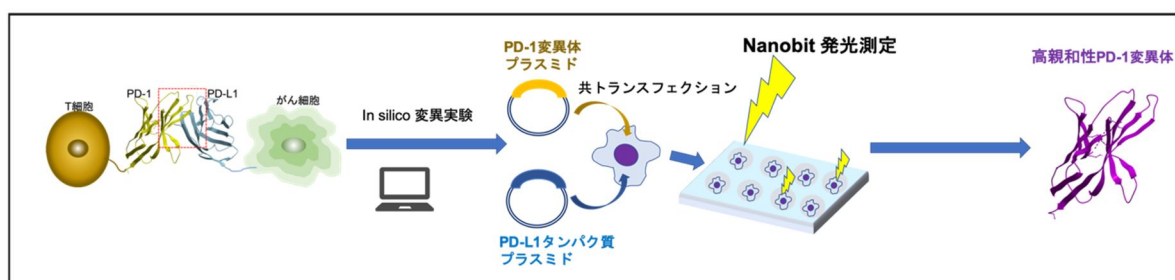 T細胞
PD-1
PD-L1
がん細胞
In silico 変異実験
PD-1変異体
プラスミド
共トランスフェクション
PD-L1タンパク質
プラスミド
Nanobit 発光測定
高親和性PD-1変異体